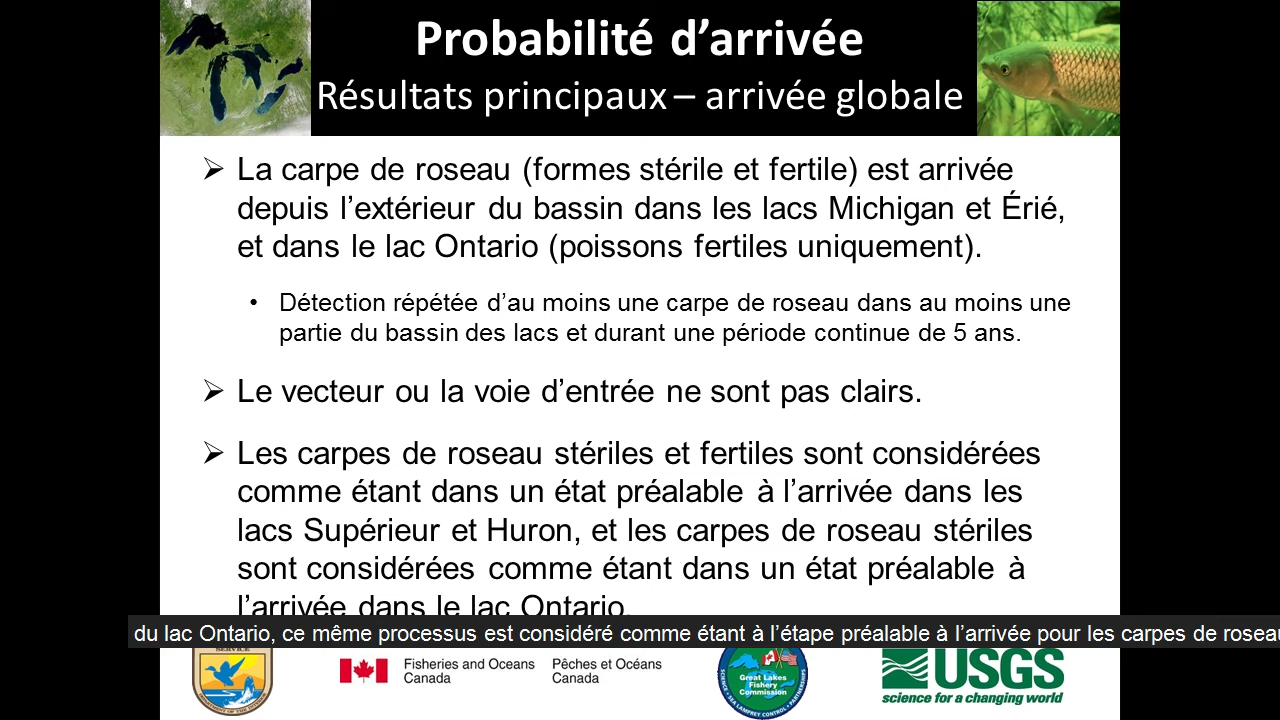 Probabilité d’arrivée
Résultats principaux – arrivée globale
➢ La carpe de roseau (formes stérile et fertile) est arrivée
depuis l’extérieur du bassin dans les lacs Michigan et Érié,
et dans le lac Ontario (poissons fertiles uniquement).
• Détection répétée d’au moins une carpe de roseau dans au moins une
partie du bassin des lacs et durant une période continue de 5 ans.
➢ Le vecteur ou la voie d’entrée ne sont pas clairs.
➢ Les carpes de roseau stériles et fertiles sont considérées
comme étant dans un état préalable à l’arrivée dans les
lacs Supérieur et Huron, et les carpes de roseau stériles
sont considérées comme étant dans un état préalable à
l’arrivée dans le lac Ontario.
du lac Ontario, ce même processus est considéré comme étant à l’étape préalable à l’arrivée pour les carpes de roseau
SERVICE
Fisheries and Oceans
Canada
Pêches et Océans
Canada
Great Lakes
Fishery
Commission
SCIENCE • SEA LAMPREY CONTROL • PARTNERSHIPS
USGS
science for a changing world